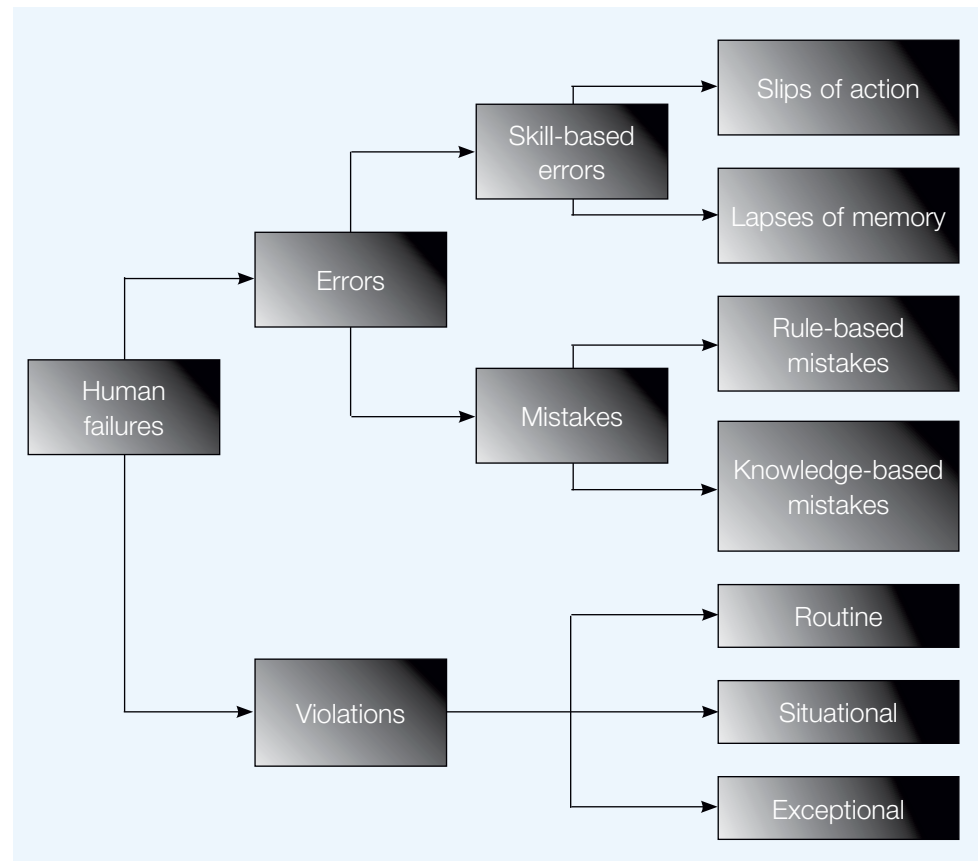 Slips of action
Skill-based
errors
Lapses of memory
Errors
Rule-based
mistakes
Human
failures
Mistakes
Knowledge-based
mistakes
Routine
Violations
Situational
Exceptional